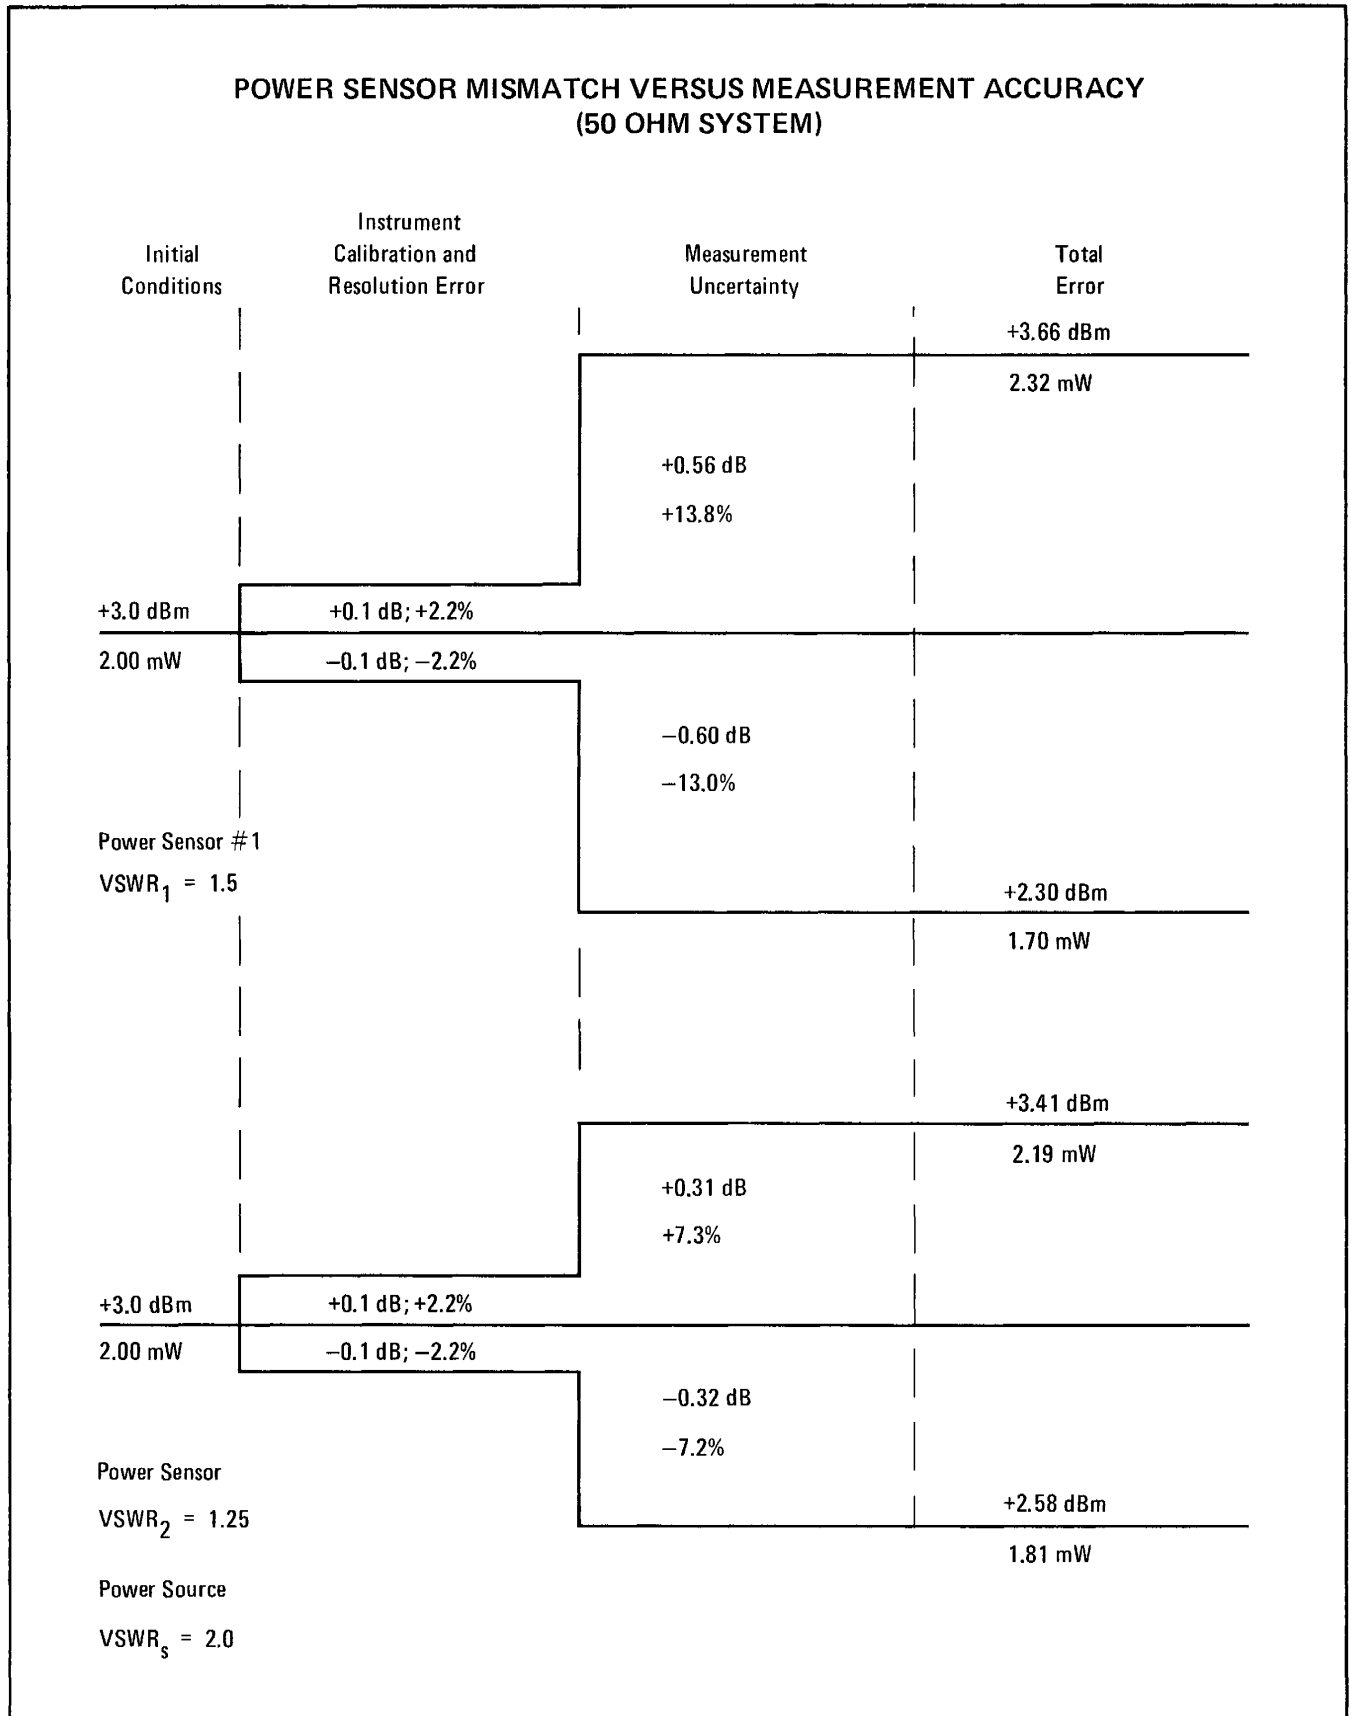 POWER SENSOR MISMATCH VERSUS MEASUREMENT ACCURACY
(50 OHM SYSTEM)
Initial
Conditions
Instrument
Calibration and
Resolution Error
Measurement
Uncertainty
Total
Error
+3.66 dBm
2.32 mW
+0.56 dB
+13.8%
+3.0 dBm
+0.1 dB; +2.2%
2.00 mW
−0.1 dB; −2.2%
−0.60 dB
−13.0%
Power Sensor #1
VSWR₁ = 1.5
+2.30 dBm
1.70 mW
+3.41 dBm
2.19 mW
+0.31 dB
+7.3%
+3.0 dBm
+0.1 dB; +2.2%
2.00 mW
−0.1 dB; −2.2%
−0.32 dB
−7.2%
Power Sensor
VSWR₂ = 1.25
+2.58 dBm
1.81 mW
Power Source
VSWRₛ = 2.0